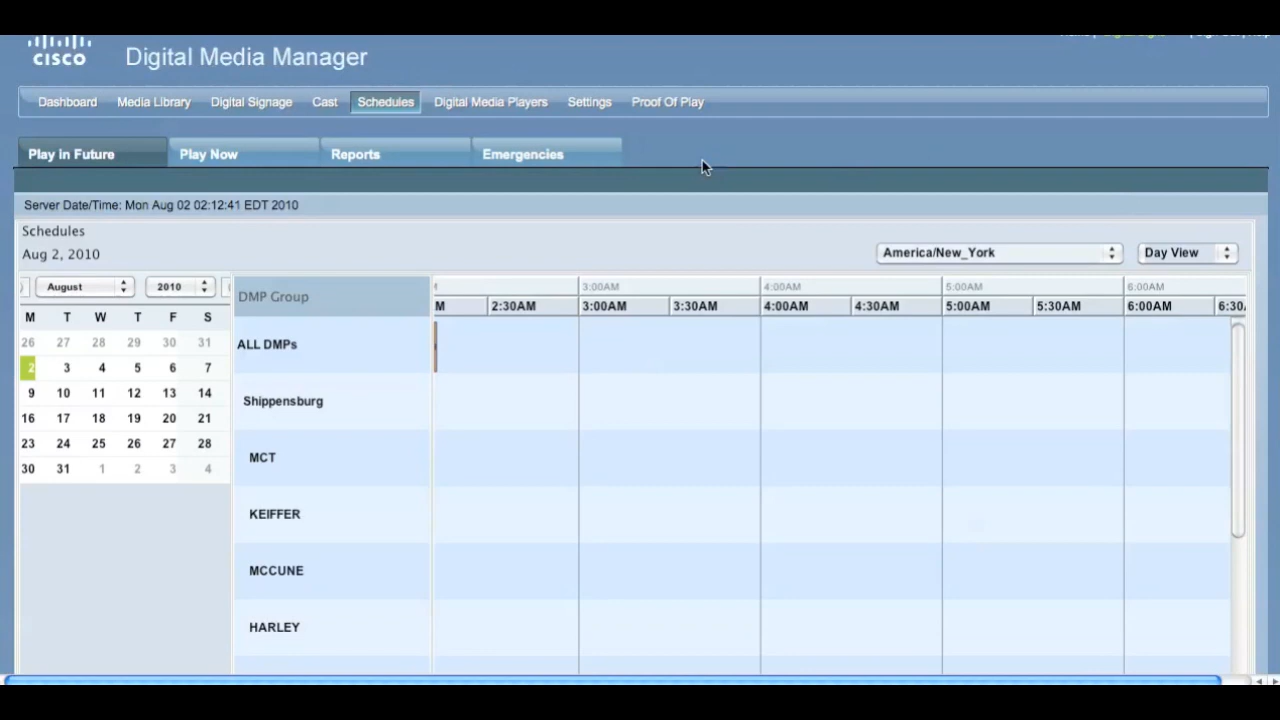 CISCO Digital Media Manager
Dashboard Media Library Digital Signage Cast Schedules Digital Media Players Settings Proof Of Play
Play in Future Play Now Reports Emergencies
Server Date/Time: Mon Aug 02 02:12:41 EDT 2010
Schedules
Aug 2, 2010
America/New_York Day View
August 2010
DMP Group
3:00AM 4:00AM 5:00AM 6:00AM
M 2:30AM 3:00AM 3:30AM 4:00AM 4:30AM 5:00AM 5:30AM 6:00AM 6:30
M T W T F S
26 27 28 29 30 31
2 3 4 5 6 7
9 10 11 12 13 14
16 17 18 19 20 21
23 24 25 26 27 28
30 31 1 2 3 4
ALL DMPs
Shippensburg
MCT
KEIFFER
MCCUNE
HARLEY